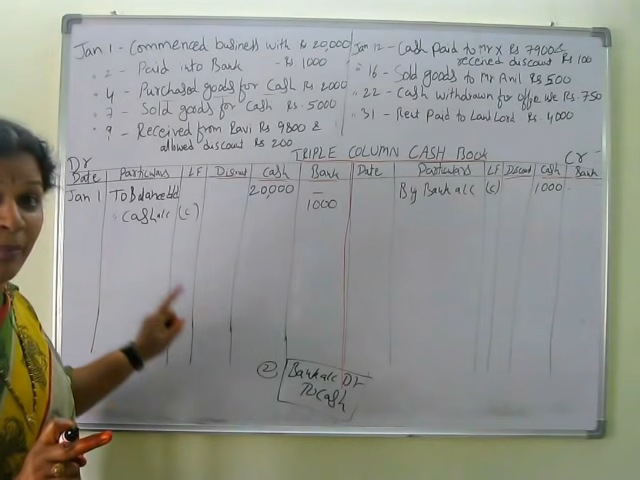 Jan 1 - Commenced business with Rs 20,000
" 2 - Paid into Bank - Rs 1000
" 4 - Purchased goods for Cash Rs 2000
" 7 - Sold goods for Cash Rs. 5000
" 9 - Received from Ravi Rs 9800 &
allowed discount Rs 200
Jan 12 - Cash paid to Mr X Rs 7900 &
received discount Rs 100
" 16 - Sold goods to Mr Anil Rs 500
" 22 - Cash withdrawn for office use Rs. 750
" 31 - Rent Paid to Landlord Rs. 4000
TRIPLE COLUMN CASH BOOK
Dr Cr
Date Particulars LF Discount Cash Bank Date Particulars LF Discount Cash Bank
Jan 1 To Balance b/d 20,000 — By Bank a/c (c) 1000
" Cash a/c (c) 1000
② Bank a/c Dr
To Cash